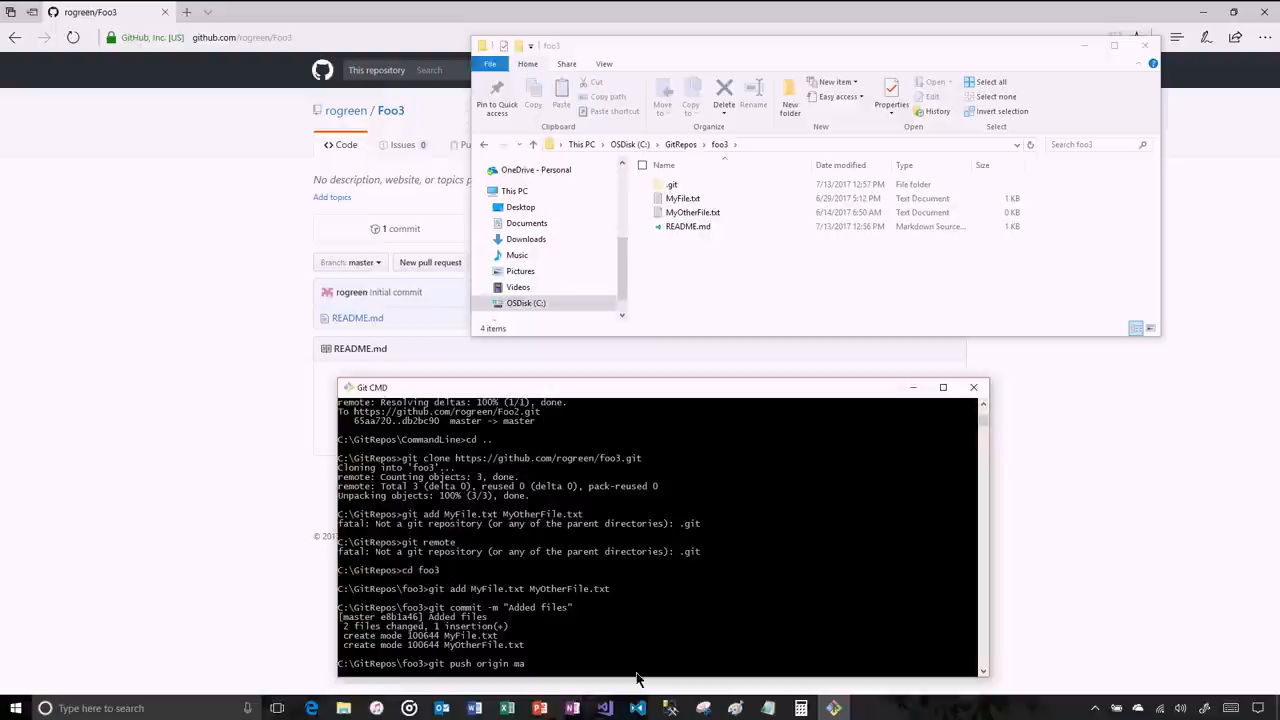 rogreen/Foo3
GitHub, Inc. [US] github.com/rogreen/Foo3
This repository Search
rogreen / Foo3
Code Issues 0
No description, website, or topics p
Add topics
1 commit
Branch: master New pull request
rogreen Initial commit
README.md
README.md
foo3
File Home Share View
Pin to Quick access
Copy
Paste
Cut
Copy path
Paste shortcut
Clipboard
Move to
Copy to
Delete
Rename
Organize
New folder
New item
Easy access
New
Properties
Open
Edit
History
Open
Select all
Select none
Invert selection
Select
This PC OSDisk (C:) GitRepos foo3
Search foo3
OneDrive - Personal
This PC
Desktop
Documents
Downloads
Music
Pictures
Videos
OSDisk (C:)
Name Date modified Type Size
.git 7/13/2017 12:57 PM File folder
MyFile.txt 6/29/2017 5:12 PM Text Document 1 KB
MyOtherFile.txt 6/14/2017 6:50 AM Text Document 0 KB
README.md 7/13/2017 12:56 PM Markdown Source... 1 KB
4 items
Git CMD
remote: Resolving deltas: 100% (1/1), done.
To https://github.com/rogreen/Foo2.git
65aa720..db2bc90 master -> master
C:\GitRepos\CommandLine>cd ..
C:\GitRepos>git clone https://github.com/rogreen/foo3.git
Cloning into 'foo3'...
remote: Counting objects: 3, done.
remote: Total 3 (delta 0), reused 0 (delta 0), pack-reused 0
Unpacking objects: 100% (3/3), done.
C:\GitRepos>git add MyFile.txt MyOtherFile.txt
fatal: Not a git repository (or any of the parent directories): .git
C:\GitRepos>git remote
fatal: Not a git repository (or any of the parent directories): .git
C:\GitRepos>cd foo3
C:\GitRepos\foo3>git add MyFile.txt MyOtherFile.txt
C:\GitRepos\foo3>git commit -m "Added files"
[master e8b1a46] Added files
2 files changed, 1 insertion(+)
create mode 100644 MyFile.txt
create mode 100644 MyOtherFile.txt
C:\GitRepos\foo3>git push origin ma
© 201
Type here to search